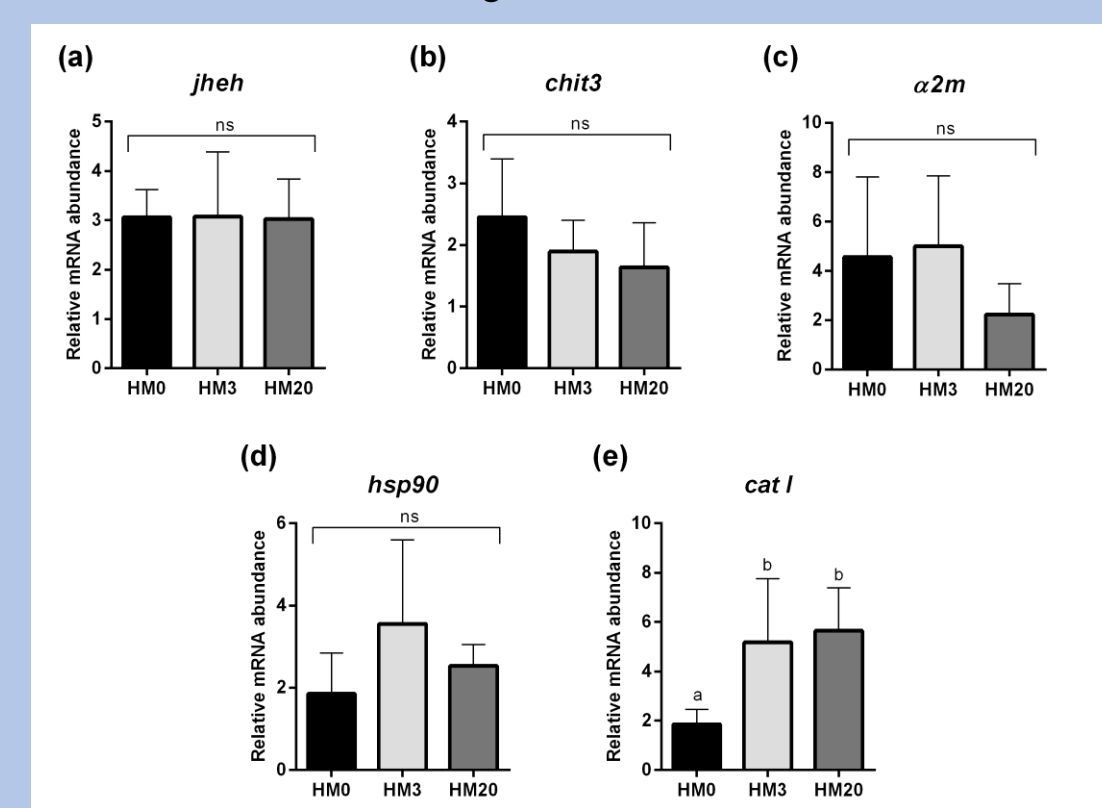 (a)
jheh
ns
Relative mRNA abundance
5
4
3
2
1
0
HM0 HM3 HM20
(b)
chit3
ns
Relative mRNA abundance
4
3
2
1
0
HM0 HM3 HM20
(c)
α2m
ns
Relative mRNA abundance
10
8
6
4
2
0
HM0 HM3 HM20
(d)
hsp90
ns
Relative mRNA abundance
6
4
2
0
HM0 HM3 HM20
(e)
cat l
Relative mRNA abundance
10
8
6
4
2
0
a
b
b
HM0 HM3 HM20